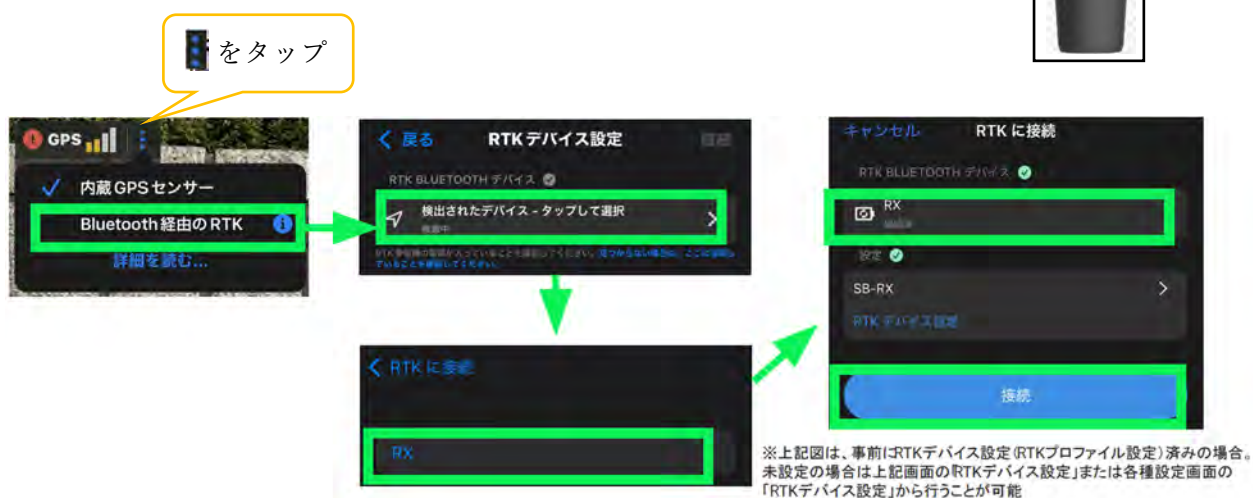 をタップ
GPS
内蔵GPSセンサー
Bluetooth経由のRTK
詳細を読む...
戻る
RTKデバイス設定
RTK BLUETOOTH デバイス
検出されたデバイス - タップして選択
検索中
RTK に接続
RX
キャンセル
RTK に接続
RTK BLUETOOTH デバイス
RX
設定
SB-RX
RTK デバイス設定
接続
※上記図は、事前にRTKデバイス設定(RTKプロファイル設定)済みの場合。
未設定の場合は上記画面の「RTKデバイス設定」または各種設定画面の
「RTKデバイス設定」から行うことが可能